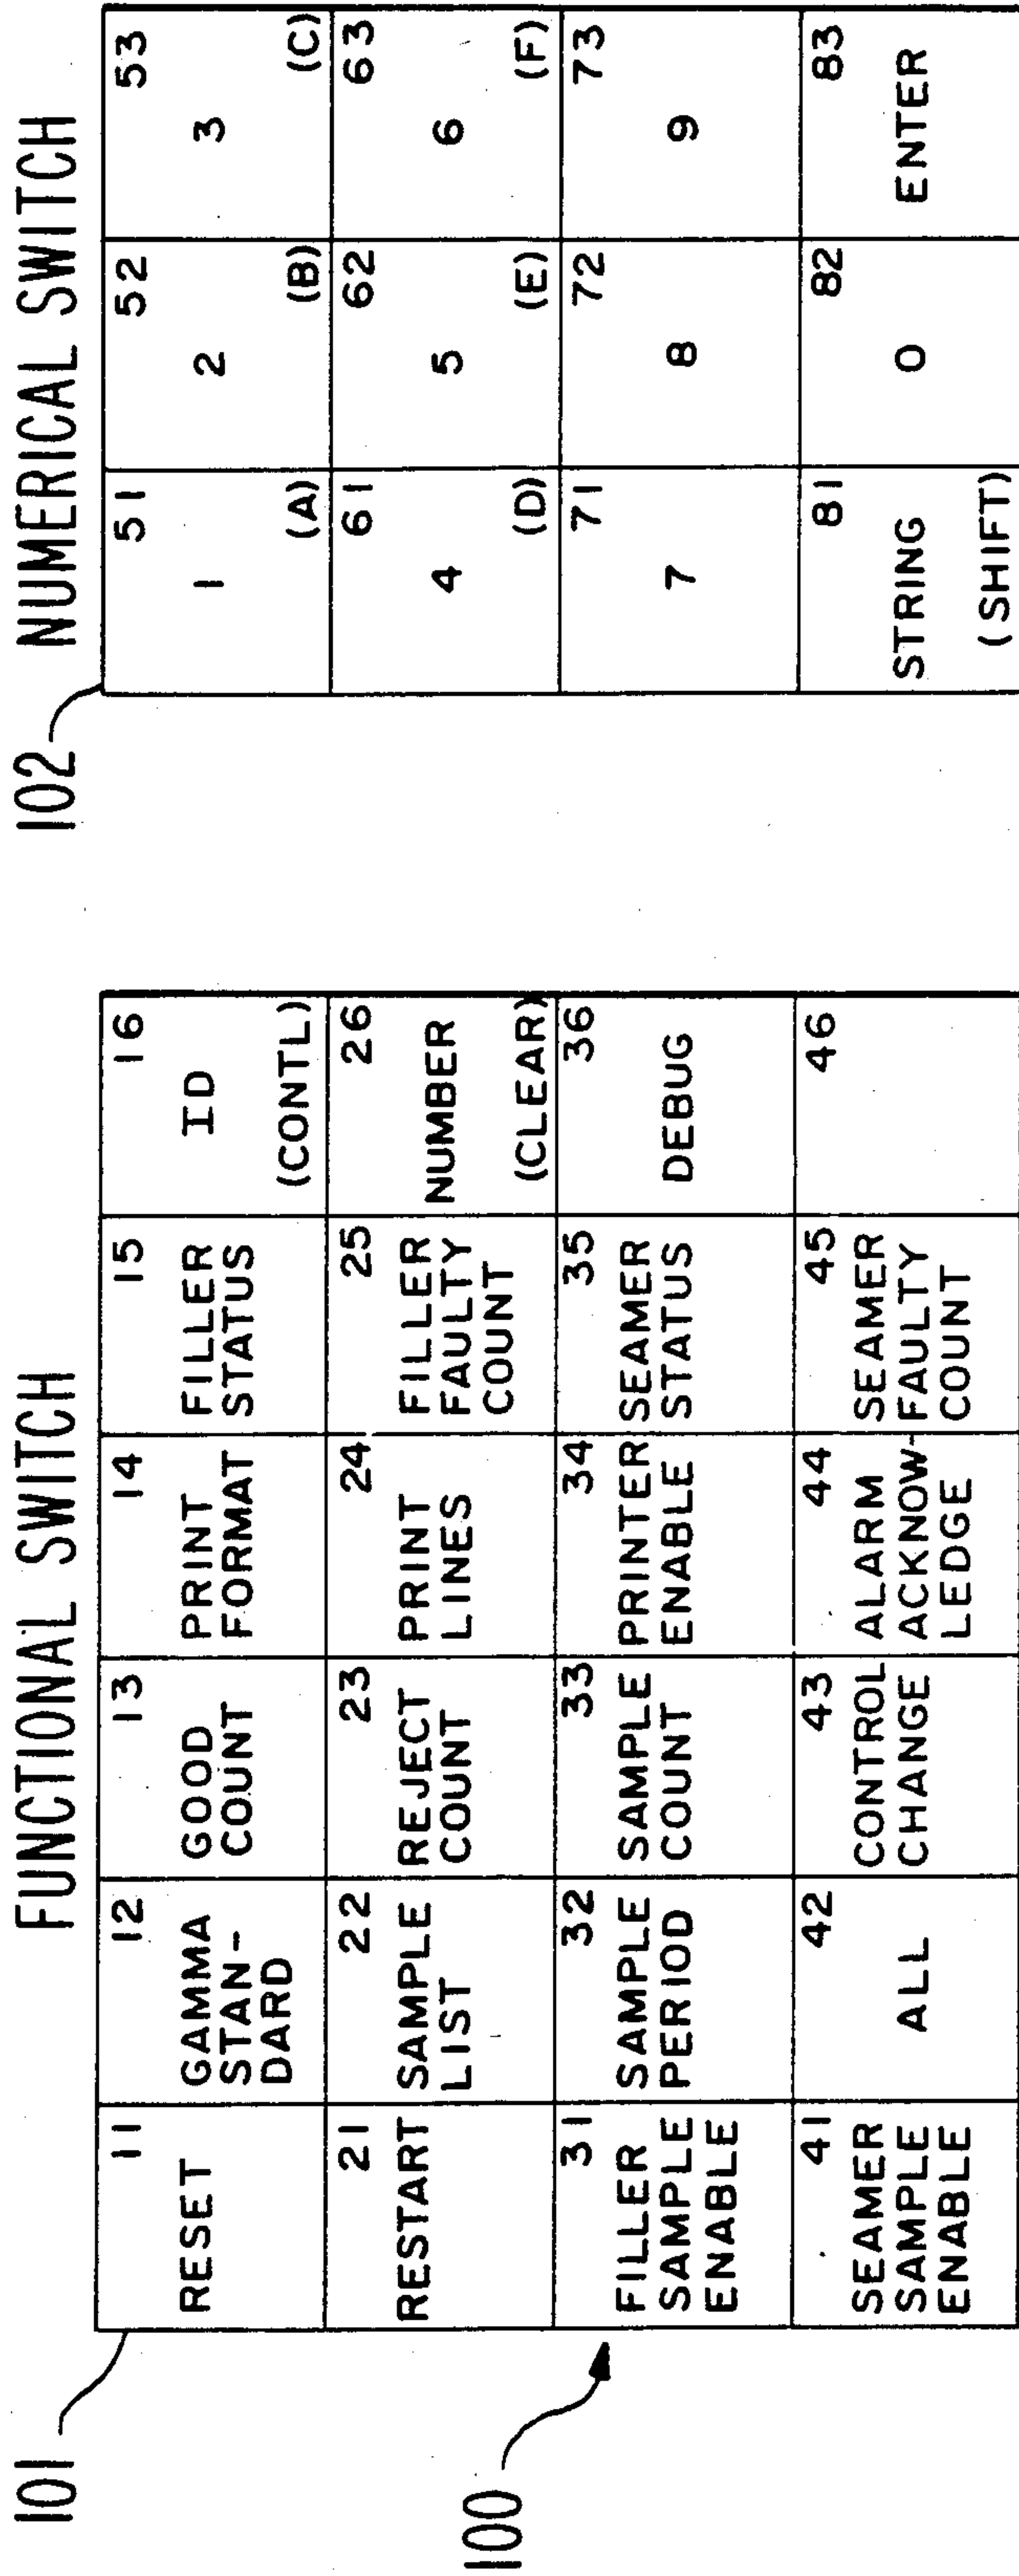 FUNCTIONAL SWITCH
101
100
11
RESET
12
GAMMA
STAN-
DARD
13
GOOD
COUNT
14
PRINT
FORMAT
15
FILLER
STATUS
16
ID
(CONTL)
21
RESTART
22
SAMPLE
LIST
23
REJECT
COUNT
24
PRINT
LINES
25
FILLER
FAULTY
COUNT
26
NUMBER
(CLEAR)
31
FILLER
SAMPLE
ENABLE
32
SAMPLE
PERIOD
33
SAMPLE
COUNT
34
PRINTER
ENABLE
35
SEAMER
STATUS
36
DEBUG
41
SEAMER
SAMPLE
ENABLE
42
ALL
43
CONTROL
CHANGE
44
ALARM
ACKNOW-
LEDGE
45
SEAMER
FAULTY
COUNT
46
102
NUMERICAL SWITCH
51
1
(A)
52
2
(B)
53
3
(C)
61
4
(D)
62
5
(E)
63
6
(F)
71
7
72
8
73
9
81
STRING
(SHIFT)
82
0
83
ENTER